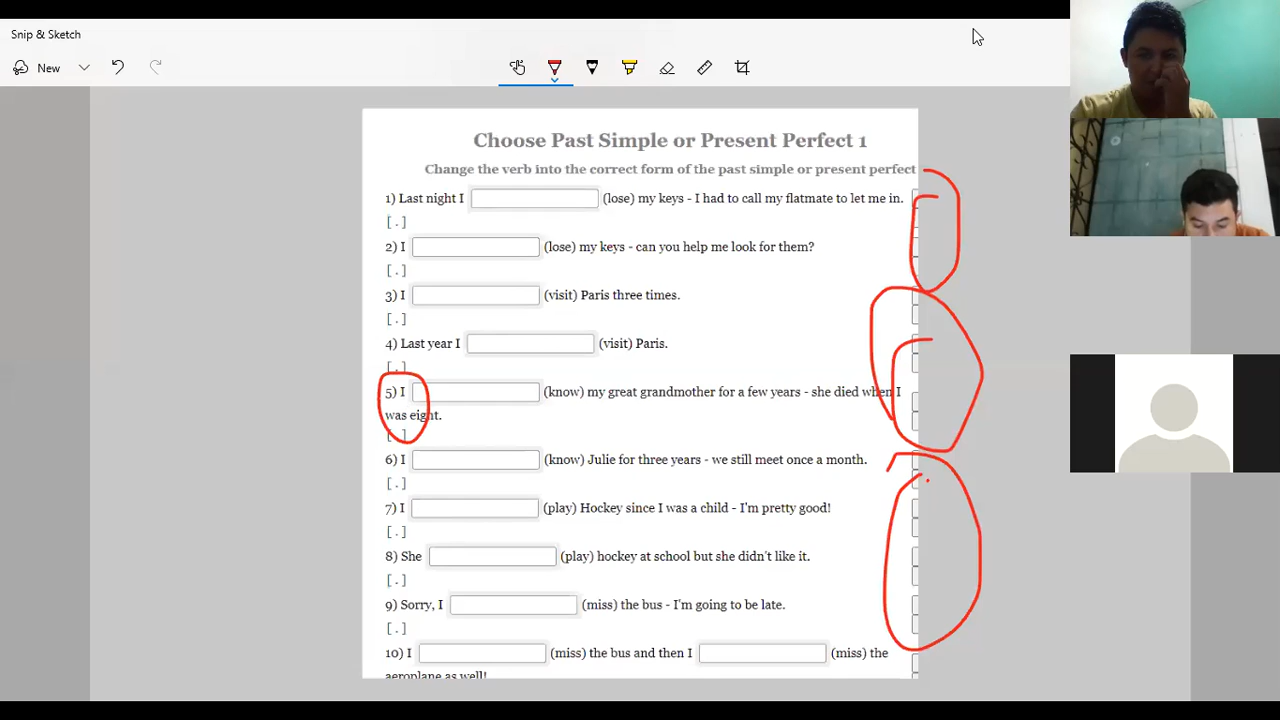 Snip & Sketch
New
Choose Past Simple or Present Perfect 1
Change the verb into the correct form of the past simple or present perfect
1) Last night I (lose) my keys - I had to call my flatmate to let me in.
[ . ]
2) I (lose) my keys - can you help me look for them?
[ . ]
3) I (visit) Paris three times.
[ . ]
4) Last year I (visit) Paris.
[ . ]
5) I (know) my great grandmother for a few years - she died when I
was eight.
[ . ]
6) I (know) Julie for three years - we still meet once a month.
[ . ]
7) I (play) Hockey since I was a child - I'm pretty good!
[ . ]
8) She (play) hockey at school but she didn't like it.
[ . ]
9) Sorry, I (miss) the bus - I'm going to be late.
[ . ]
10) I (miss) the bus and then I (miss) the
aeroplane as well!